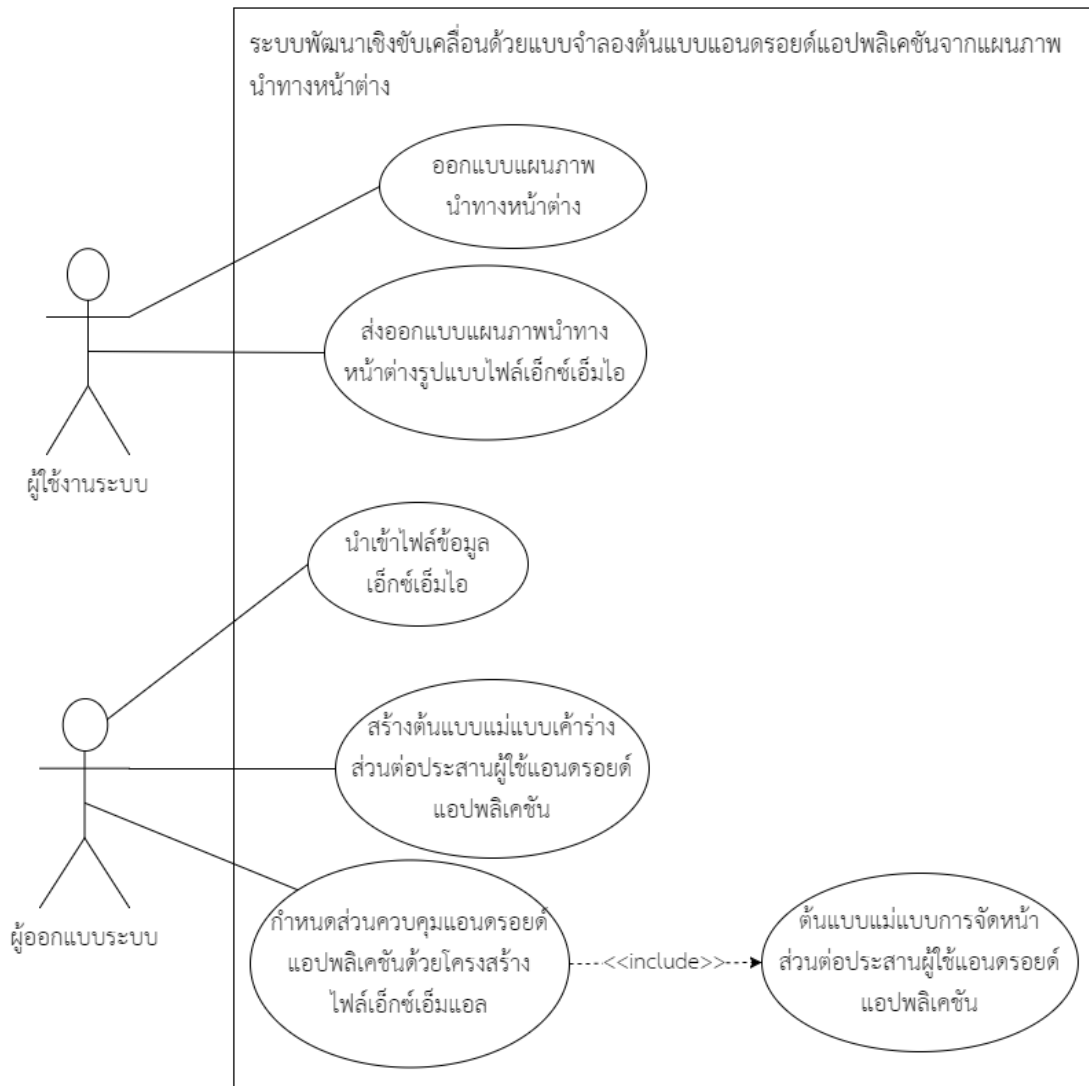 ระบบพัฒนาเชิงขับเคลื่อนด้วยแบบจำลองต้นแบบแอนดรอยด์แอปพลิเคชันจากแผนภาพ
นำทางหน้าต่าง
ออกแบบแผนภาพ
นำทางหน้าต่าง
ส่งออกแบบแผนภาพนำทาง
หน้าต่างรูปแบบไฟล์เอ็กซ์เอ็มไอ
ผู้ใช้งานระบบ
นำเข้าไฟล์ข้อมูล
เอ็กซ์เอ็มไอ
สร้างต้นแบบแม่แบบเค้าร่าง
ส่วนต่อประสานผู้ใช้แอนดรอยด์
แอปพลิเคชัน
ผู้ออกแบบระบบ
กำหนดส่วนควบคุมแอนดรอยด์
แอปพลิเคชันด้วยโครงสร้าง
ไฟล์เอ็กซ์เอ็มแอล
<<include>>
ต้นแบบแม่แบบการจัดหน้า
ส่วนต่อประสานผู้ใช้แอนดรอยด์
แอปพลิเคชัน